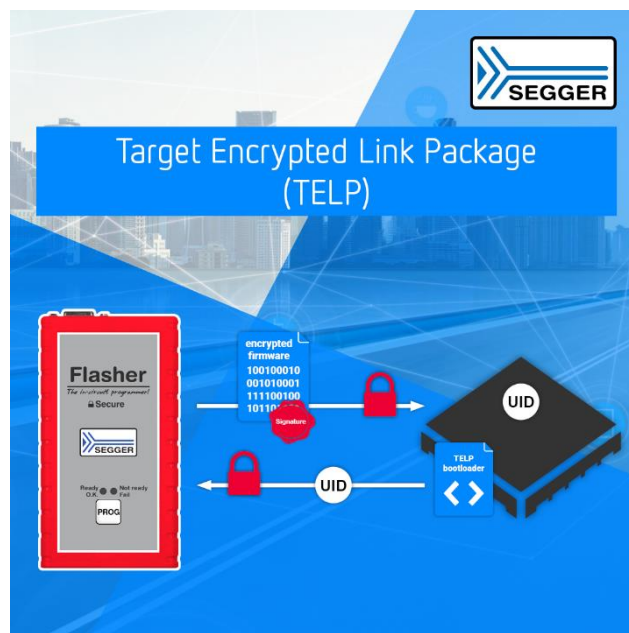 SEGGER
Target Encrypted Link Package
(TELP)
encrypted
firmware
100100010
001010001
111100100
Signature
Flasher
The in-circuit programmer!
Secure
SEGGER
Ready
O.K.
Not ready
Fail
PROG
UID
TELP
bootloader
UID